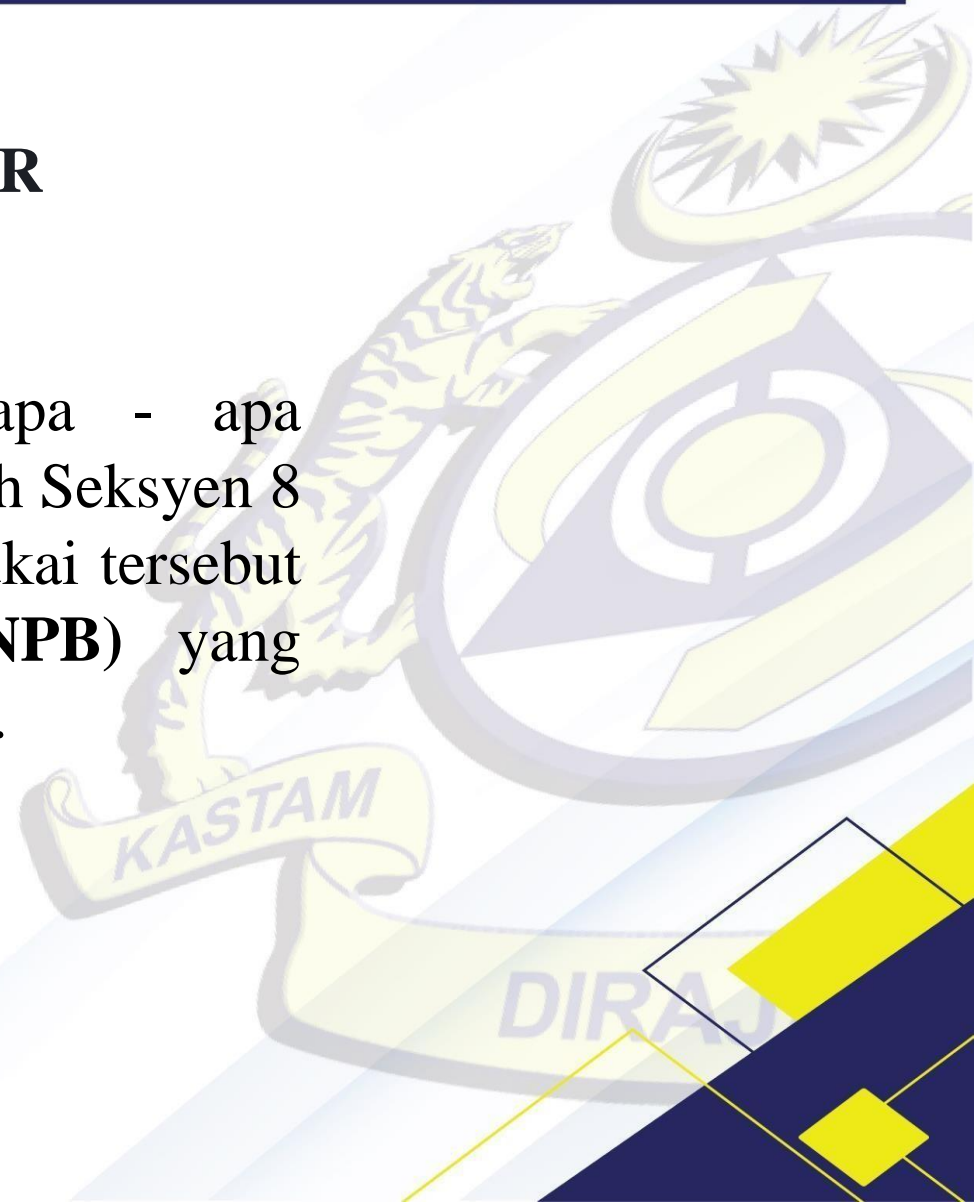 R
apa - apa
h Seksyen 8
kai tersebut
NPB) yang
.
KASTAM
DIRAJ